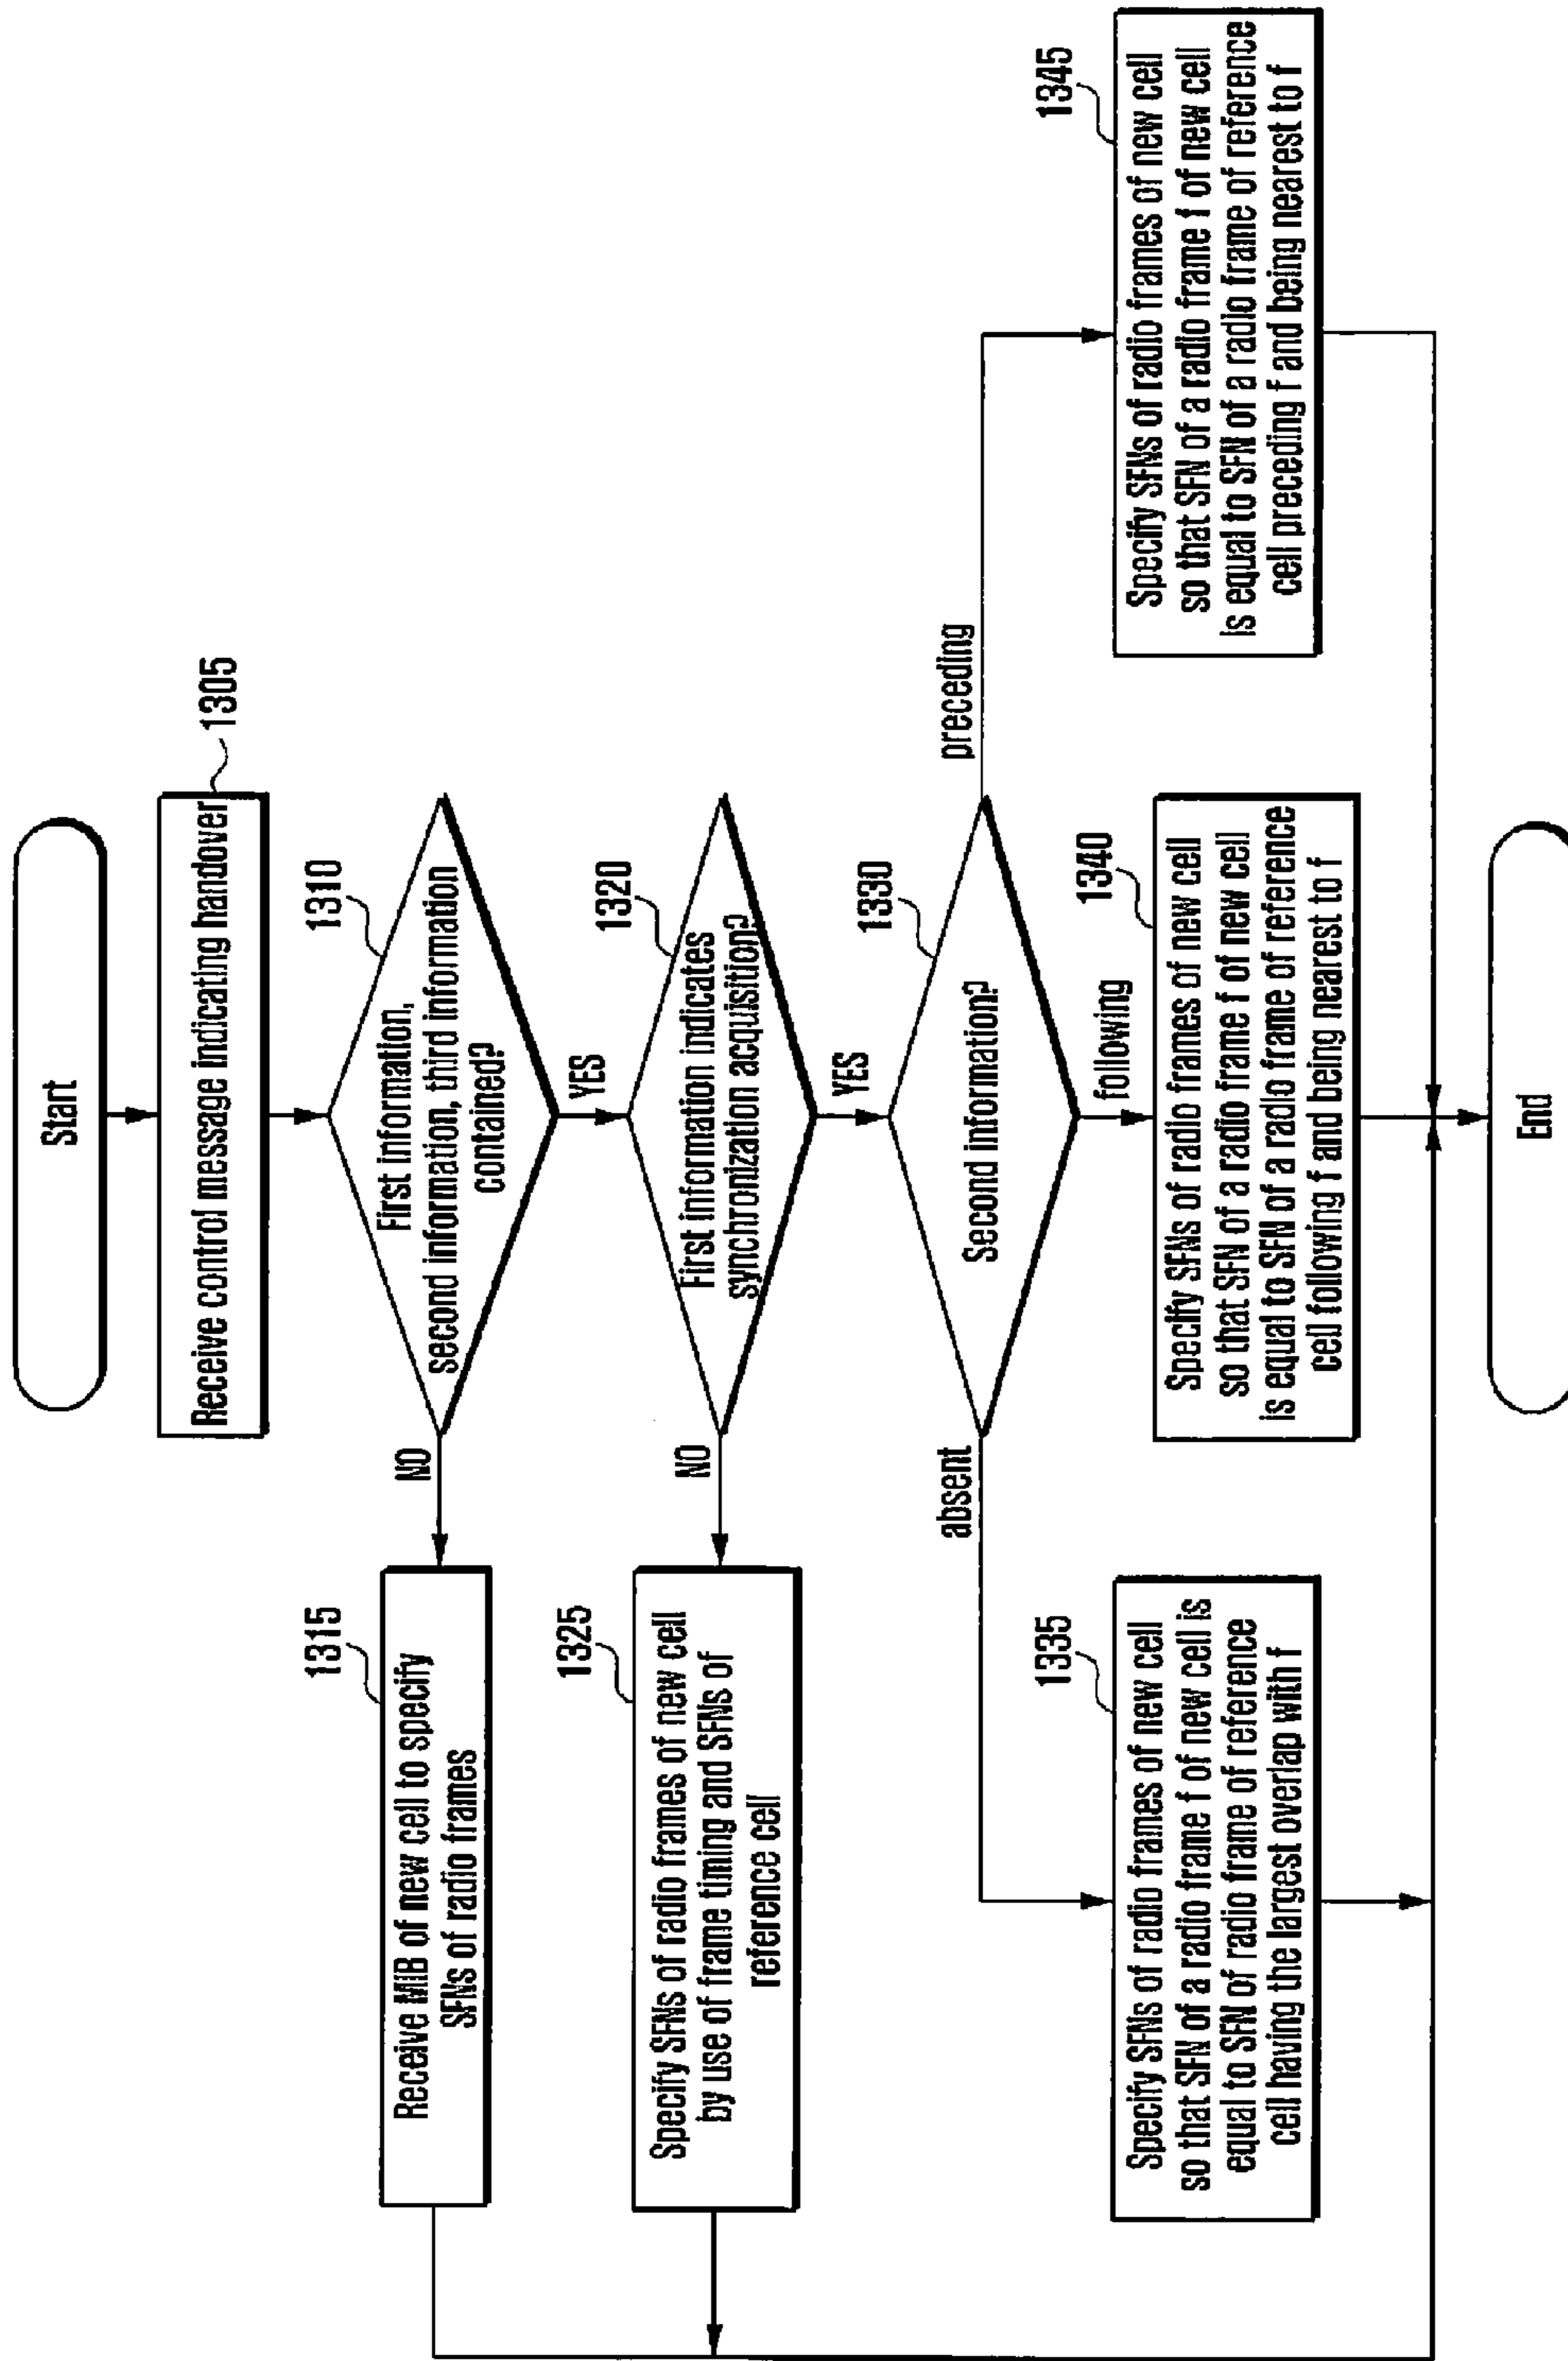 Start
Receive control message indicating handover
1305
First information,
second information, third information
contained?
1310
NO
YES
Receive MIB of new cell to specify
SFNs of radio frames
1315
First information indicates
synchronization acquisition?
1320
NO
YES
Specify SFNs of radio frames of new cell
by use of frame timing and SFNs of
reference cell
1325
Second information?
1330
absent
following
preceding
Specify SFNs of radio frames of new cell
so that SFN of a radio frame f of new cell is
equal to SFN of radio frame of reference
cell having the largest overlap with f
1335
Specify SFNs of radio frames of new cell
so that SFN of a radio frame f of new cell
is equal to SFN of a radio frame of reference
cell following f and being nearest to f
1340
Specify SFNs of radio frames of new cell
so that SFN of a radio frame f of new cell
is equal to SFN of a radio frame of reference
cell preceding f and being nearest to f
1345
End